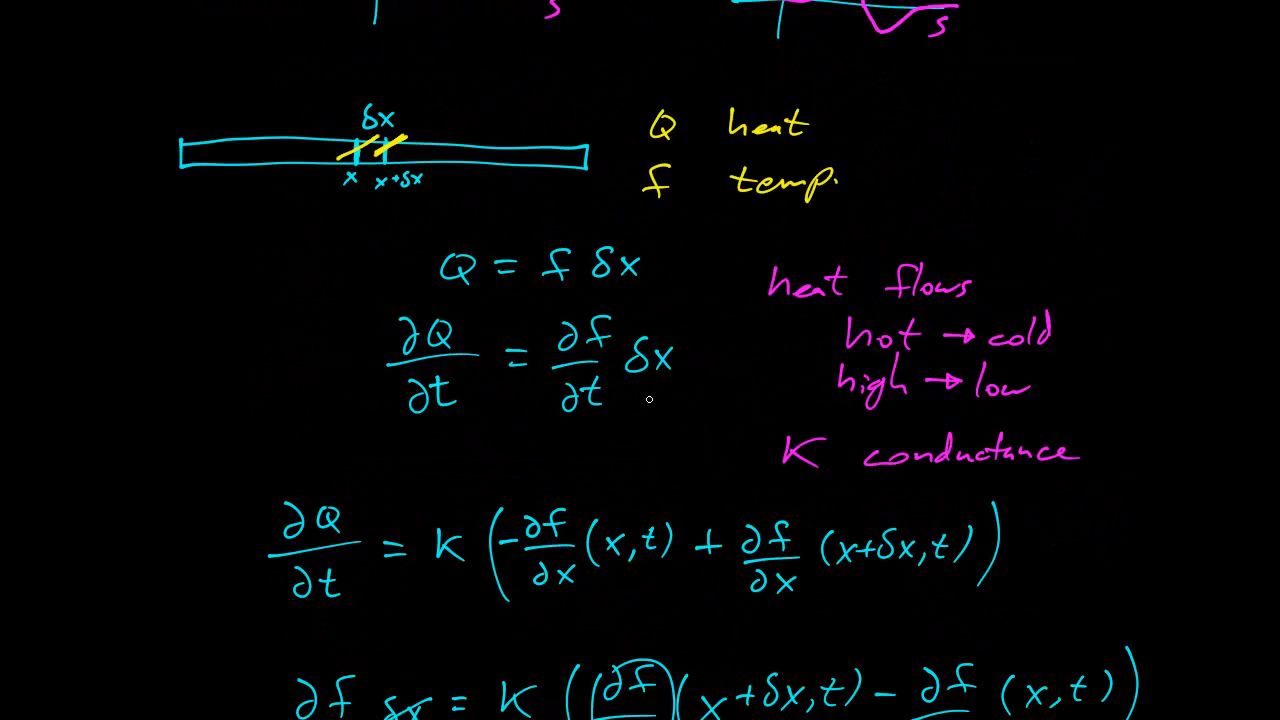 s s
δx
x x+δx
Q heat
f temp.
Q = f δx
∂Q/∂t = ∂f/∂t δx
heat flows
hot → cold
high → low
K conductance
∂Q/∂t = K (-∂f/∂x (x,t) + ∂f/∂x (x+δx,t))
∂f δx = K ((∂f)(x+δx,t) - ∂f (x,t))